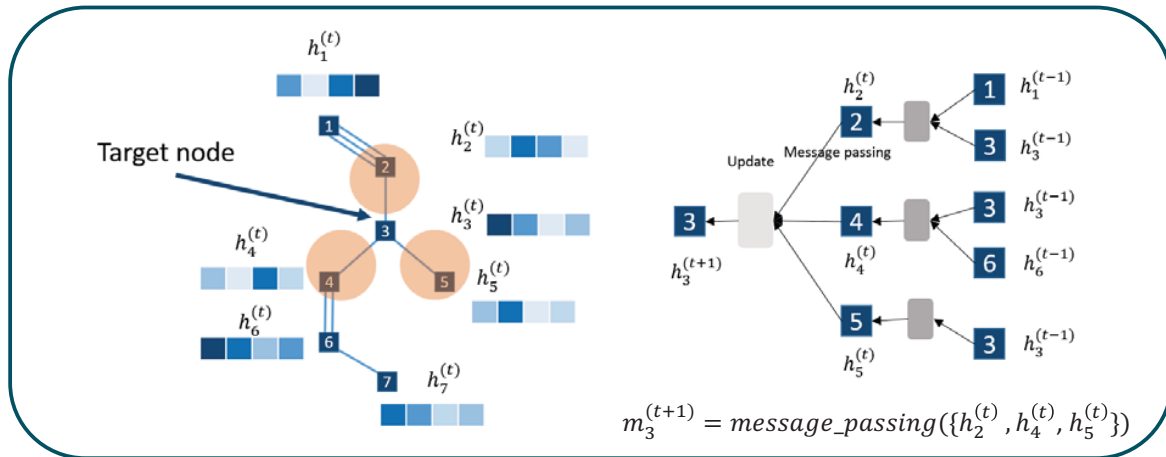 h_1^{(t)}
1
Target node
2
h_2^{(t)}
3
h_3^{(t)}
h_4^{(t)}
4
5
h_5^{(t)}
h_6^{(t)}
6
7
h_7^{(t)}
h_2^{(t)}
2
1
h_1^{(t-1)}
3
h_3^{(t-1)}
Update
Message passing
3
h_3^{(t+1)}
4
h_4^{(t)}
3
h_3^{(t-1)}
6
h_6^{(t-1)}
5
h_5^{(t)}
3
h_3^{(t-1)}
m_3^{(t+1)} = message_passing({h_2^{(t)}, h_4^{(t)}, h_5^{(t)}})